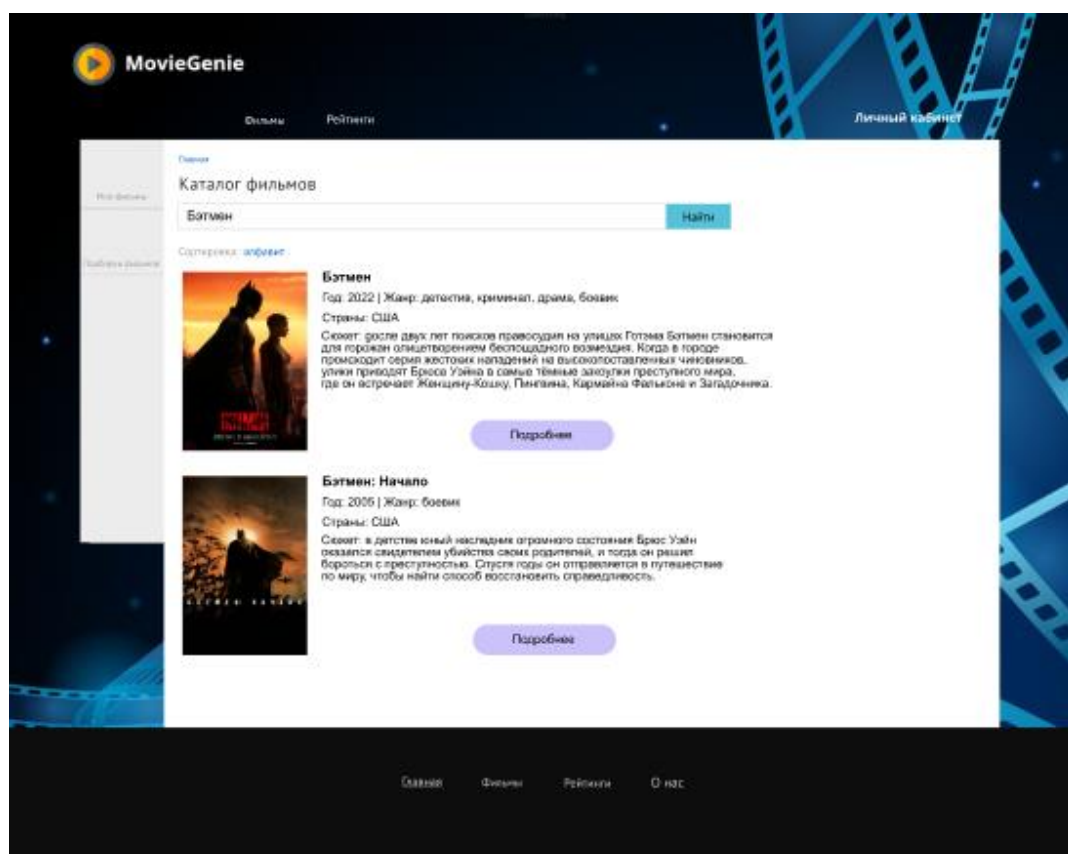 MovieGenie
Фильмы
Рейтинги
Личный кабинет
Главная
Каталог фильмов
Мои фильмы
Бэтмен
Найти
Сортировка: алфавит
Бэтмен
Год: 2022 | Жанр: детектив, криминал, драма, боевик
Страны: США
Сюжет: после двух лет поисков правосудия на улицах Готэма Бэтмен становится
для горожан олицетворением беспощадного возмездия. Когда в городе
происходит серия жестоких нападений на высокопоставленных чиновников,
улики приводят Брюса Уэйна в самые тёмные закоулки преступного мира,
где он встречает Женщину-Кошку, Пингвина, Кармайна Фальконе и Загадочника.
Подробнее
Бэтмен: Начало
Год: 2005 | Жанр: боевик
Страны: США
Сюжет: в детстве юный наследник огромного состояния Брюс Уэйн
оказался свидетелем убийства своих родителей, и тогда он решил
бороться с преступностью. Спустя годы он отправляется в путешествие
по миру, чтобы найти способ восстановить справедливость.
БЭТМЕН: НАЧАЛО
Подробнее
Главная
Фильмы
Рейтинги
О нас